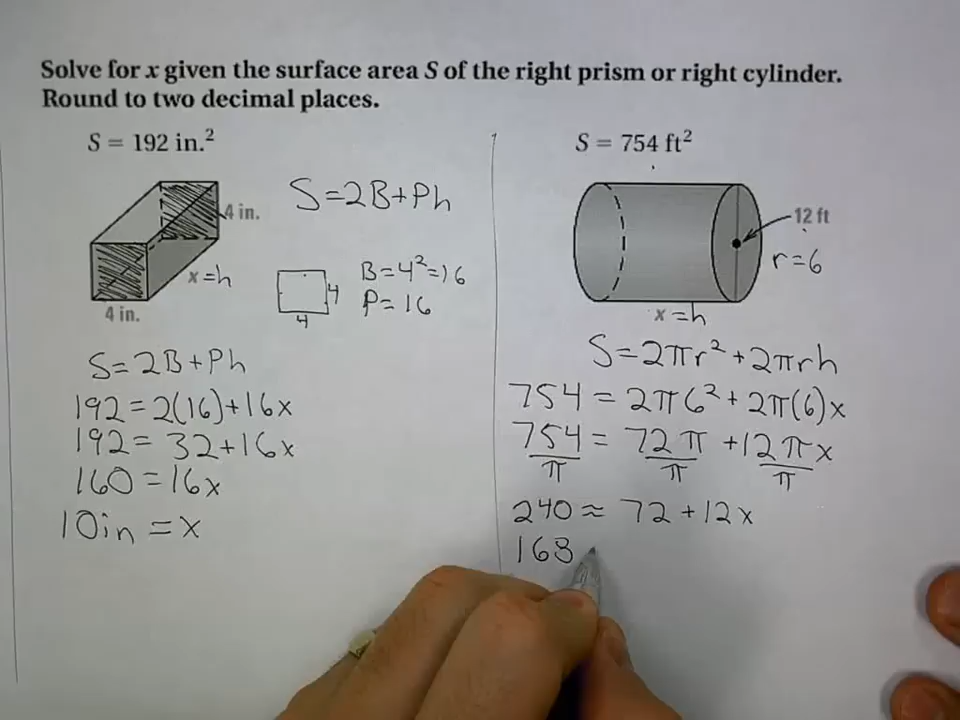 Solve for x given the surface area S of the right prism or right cylinder.
Round to two decimal places.
S = 192 in.²
4 in.
x = h
4 in.
S=2B+Ph
4
4
B=4²=16
P=16
S=2B+Ph
192=2(16)+16x
192= 32+16x
160=16x
10in =x
S = 754 ft²
12 ft
r=6
x =h
S=2πr²+2πrh
754 = 2π6²+2π(6)x
754/π = 72π/π +12π/π x
240≈ 72+12x
168